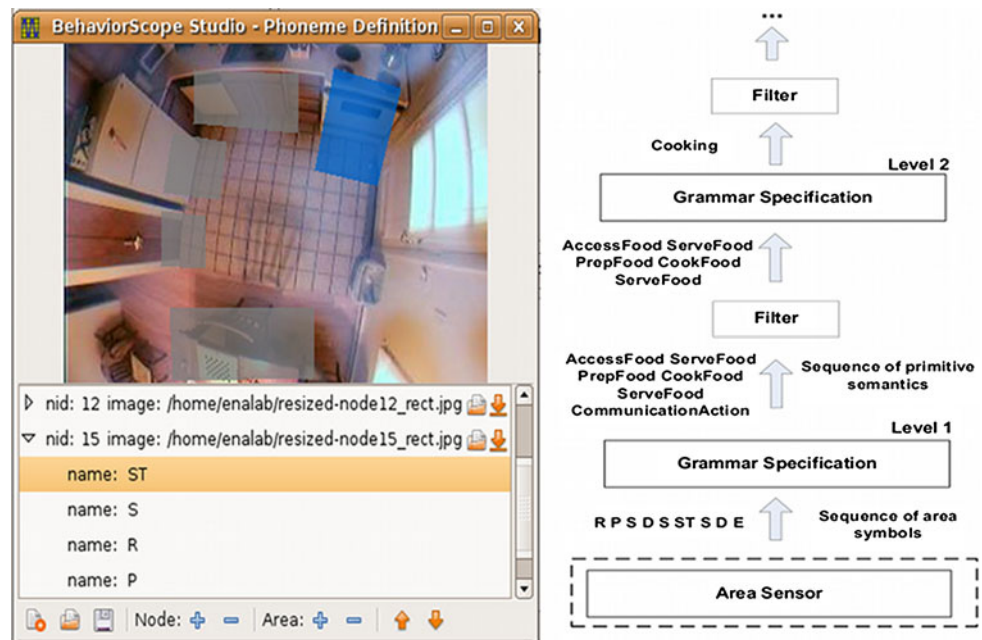 BehaviorScope Studio - Phoneme Definition
nid: 12 image: /home/enalab/resized-node12_rect.jpg
nid: 15 image: /home/enalab/resized-node15_rect.jpg
name: ST
name: S
name: R
name: P
Node:
Area:
...
Filter
Cooking
Level 2
Grammar Specification
AccessFood ServeFood
PrepFood CookFood
ServeFood
Filter
AccessFood ServeFood
PrepFood CookFood
ServeFood
CommunicationAction
Sequence of primitive
semantics
Level 1
Grammar Specification
R P S D S ST S D E
Sequence of area
symbols
Area Sensor